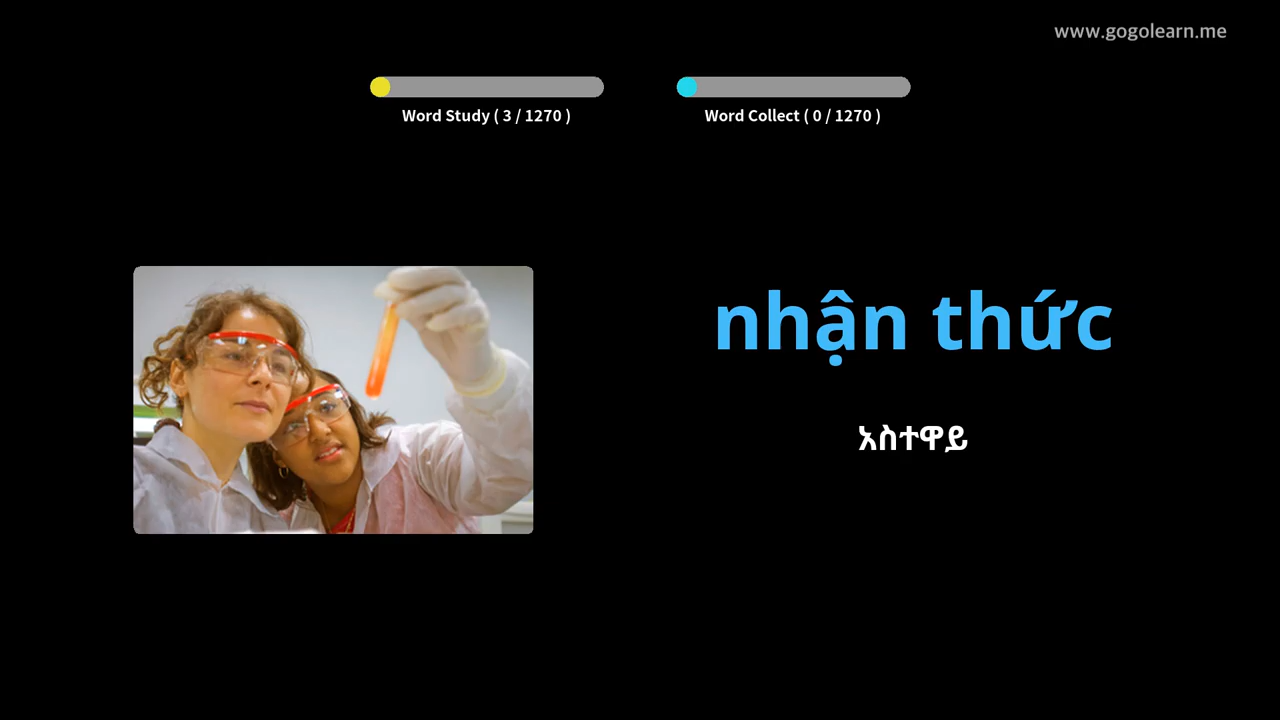 www.gogolearn.me
Word Study ( 3 / 1270 )
Word Collect ( 0 / 1270 )
nhận thức
አስተዋይ